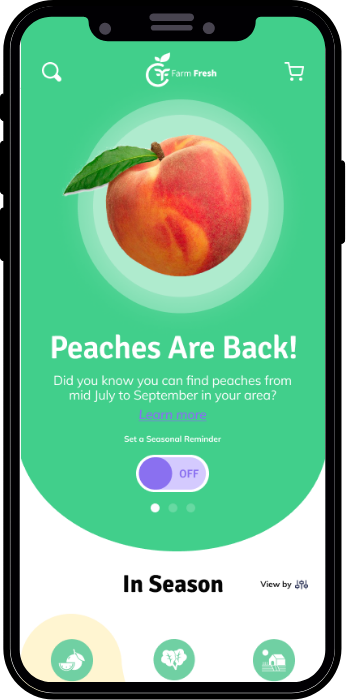 Farm Fresh
Peaches Are Back!
Did you know you can find peaches from
mid July to September in your area?
Learn more
Set a Seasonal Reminder
OFF
In Season
View by